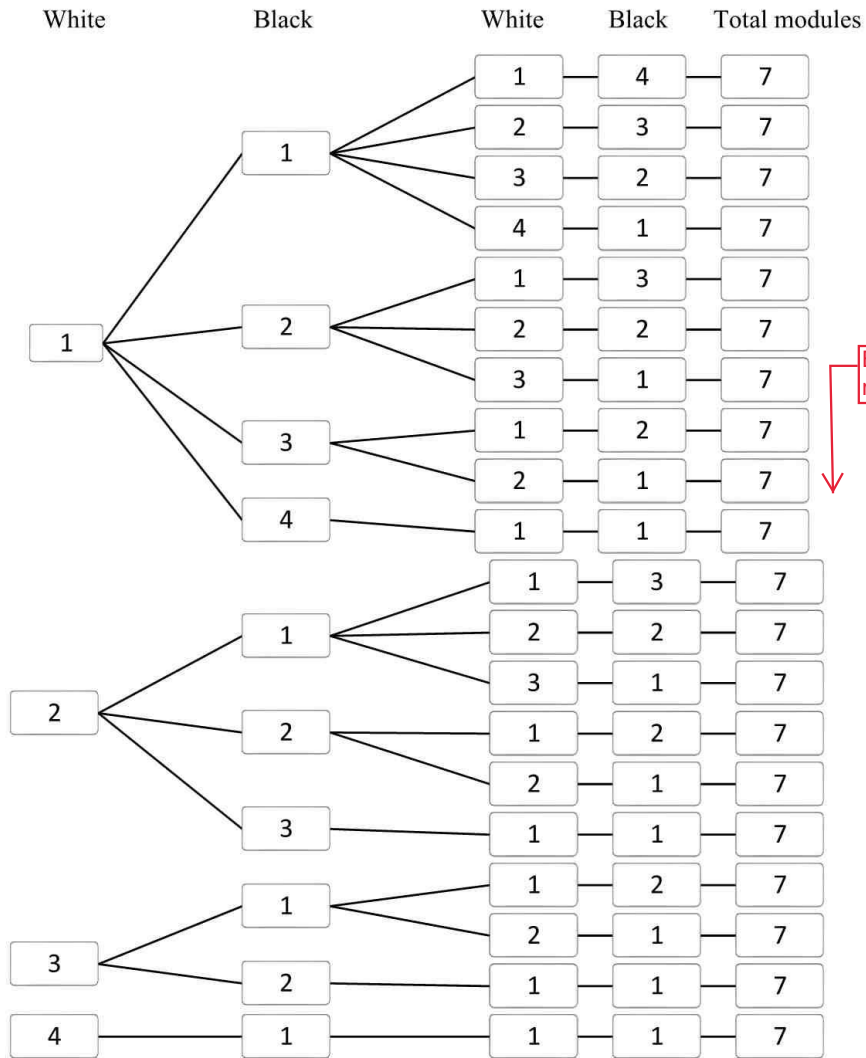 White Black White Black Total modules
1 4 7
1 2 3 7
3 2 7
4 1 7
1 3 7
1 2 2 2 7
3 1 7
3 1 2 7
2 1 7
4 1 1 7
1 3 7
1 2 2 7
3 1 7
2 2 1 2 7
2 1 7
3 1 1 7
1 1 2 7
2 1 7
3 2 1 1 7
4 1 1 1 7